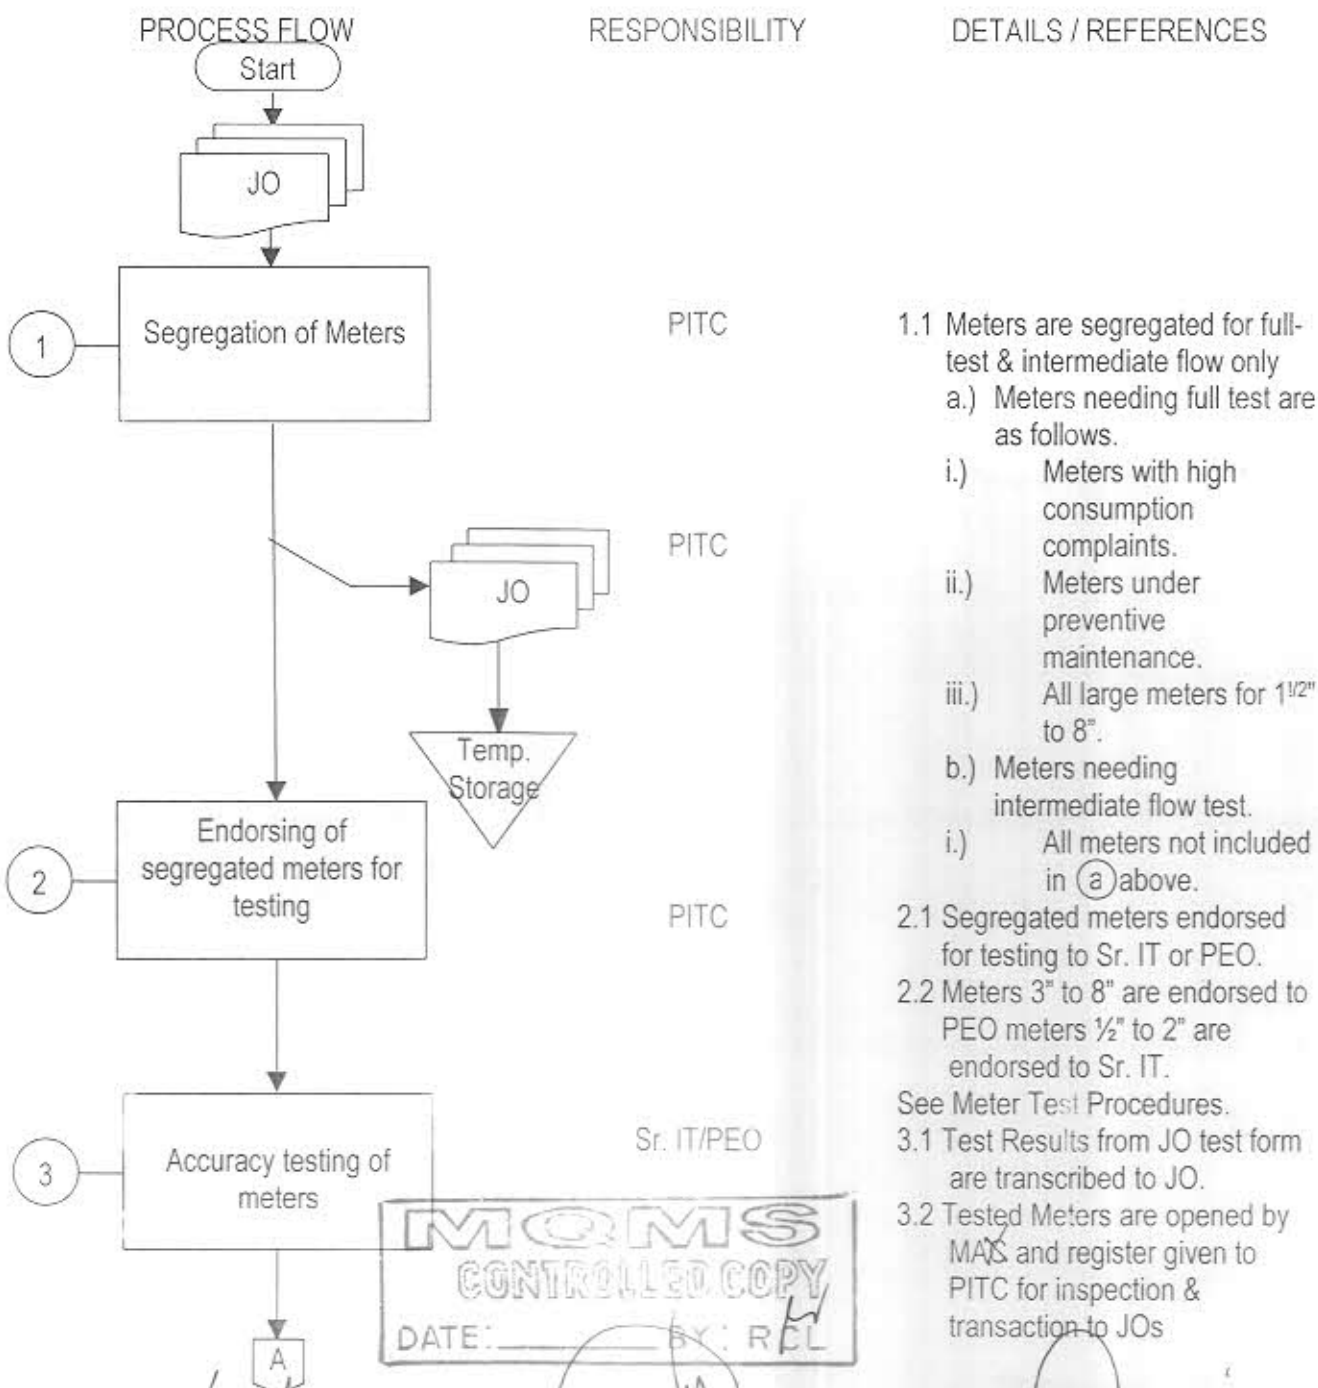 PROCESS FLOW
RESPONSIBILITY
DETAILS / REFERENCES
Start
JO
1
Segregation of Meters
PITC
1.1 Meters are segregated for full-
test & intermediate flow only
a.) Meters needing full test are
as follows.
i.) Meters with high
consumption
complaints.
PITC
JO
ii.) Meters under
preventive
maintenance.
iii.) All large meters for 1 1/2"
to 8".
Temp.
Storage
b.) Meters needing
intermediate flow test.
i.) All meters not included
in a above.
2
Endorsing of
segregated meters for
testing
PITC
2.1 Segregated meters endorsed
for testing to Sr. IT or PEO.
2.2 Meters 3" to 8" are endorsed to
PEO meters ½" to 2" are
endorsed to Sr. IT.
See Meter Test Procedures.
3
Accuracy testing of
meters
Sr. IT/PEO
3.1 Test Results from JO test form
are transcribed to JO.
3.2 Tested Meters are opened by
and register given to
PITC for inspection &
transaction to JOs
MQMS
CONTROLLED COPY
DATE: BY: RCL
A